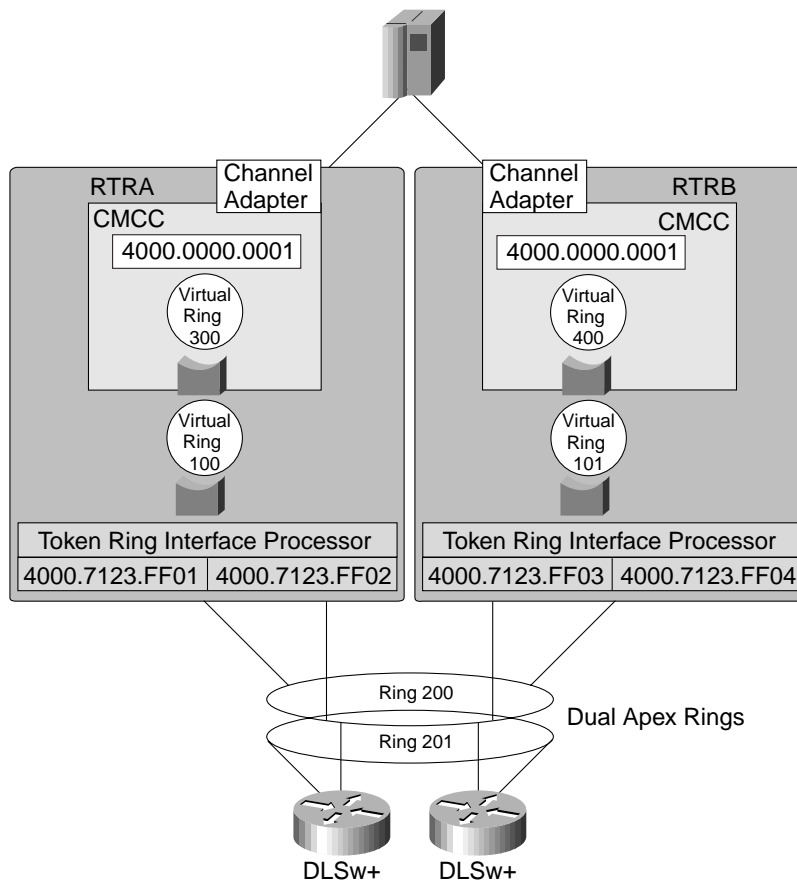 Channel
Adapter
RTRA
CMCC
4000.0000.0001
Virtual
Ring
300
Virtual
Ring
100
Token Ring Interface Processor
4000.7123.FF01
4000.7123.FF02
Channel
Adapter
RTRB
CMCC
4000.0000.0001
Virtual
Ring
400
Virtual
Ring
101
Token Ring Interface Processor
4000.7123.FF03
4000.7123.FF04
Ring 200
Ring 201
Dual Apex Rings
DLSw+
DLSw+